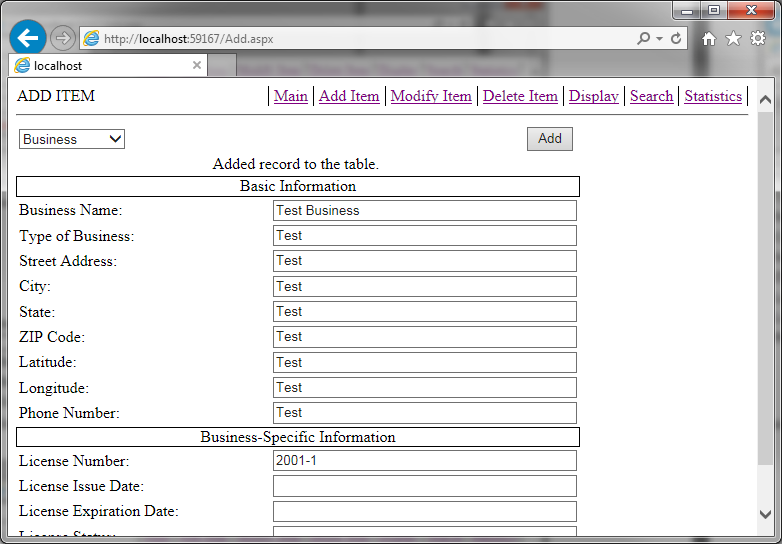 http://localhost:59167/Add.aspx
localhost
ADD ITEM Main Add Item Modify Item Delete Item Display Search Statistics
Business Add
Added record to the table.
Basic Information
Business Name: Test Business
Type of Business: Test
Street Address: Test
City: Test
State: Test
ZIP Code: Test
Latitude: Test
Longitude: Test
Phone Number: Test
Business-Specific Information
License Number: 2001-1
License Issue Date:
License Expiration Date:
License Status: